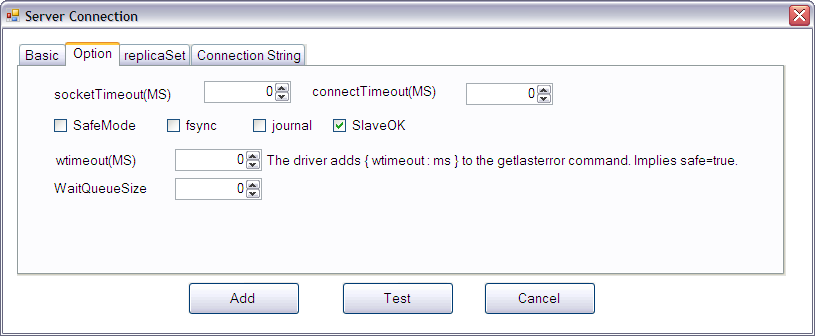 Server Connection
Basic Option replicaSet Connection String
socketTimeout(MS) 0 connectTimeout(MS) 0
SafeMode fsync journal SlaveOK
wtimeout(MS) 0 The driver adds { wtimeout : ms } to the getlasterror command. Implies safe=true.
WaitQueueSize 0
Add Test Cancel